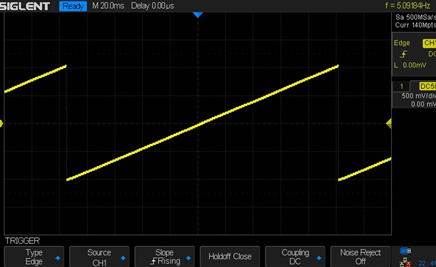 SIGLENT Ready M 20.0ms Delay 0.00μs f = 5.09184Hz
Sa 500MSa/s
Curr 140Mpts
Edge CH1
DC
L 0.00mV
1 DC
500 mV/div
0.00 mV
TRIGGER
Type Source Slope Holdoff Close Coupling Noise Reject
Edge CH1 Rising DC Off